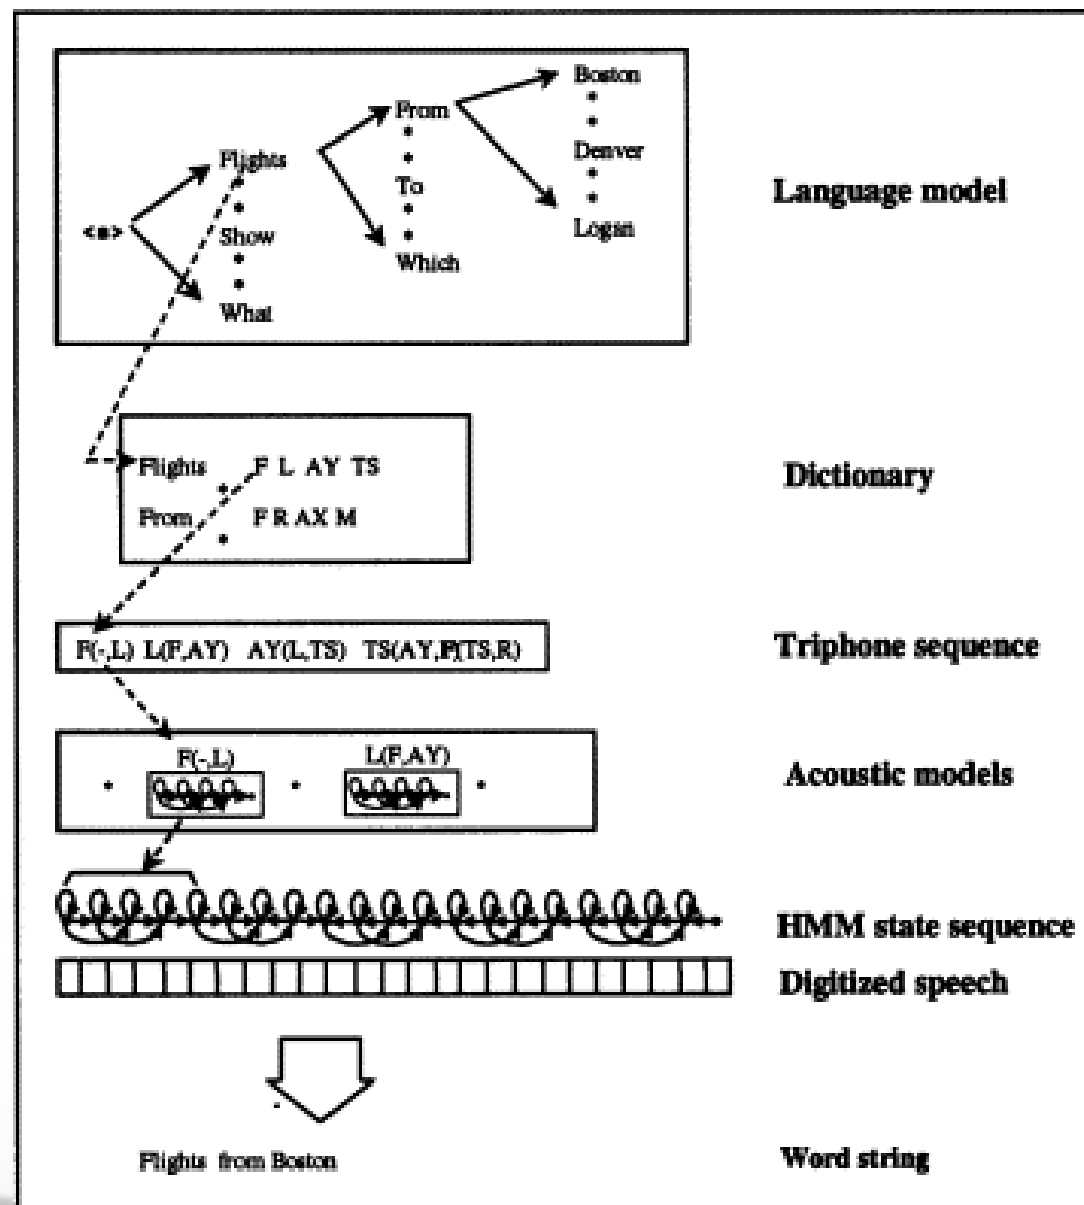 Boston
From
Denver
Flights
To
Language model
<s>
Show
Logan
Which
What
Flights F L AY TS
Dictionary
From F R AX M
F(-,L) L(F,AY) AY(L,TS) TS(AY,F(TS,R)
Triphone sequence
F(-,L) L(F,AY)
Acoustic models
HMM state sequence
Digitized speech
Flights from Boston
Word string